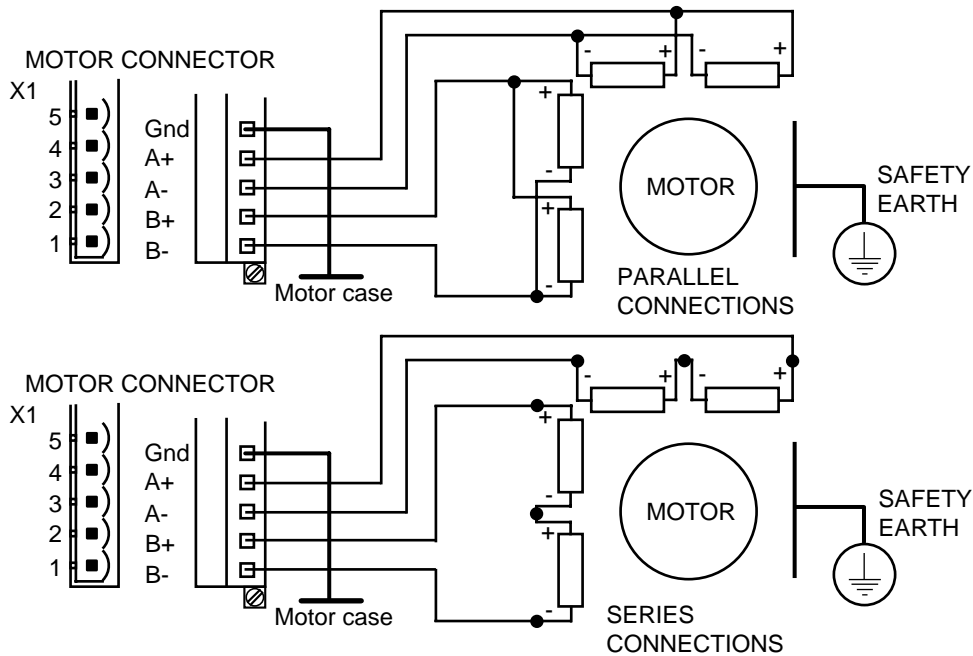 - + - +
MOTOR CONNECTOR
X1
5
4
3
2
1
Gnd
A+
A-
B+
B-
Motor case
+
-
+
-
MOTOR
SAFETY
EARTH
PARALLEL
CONNECTIONS
- + - +
MOTOR CONNECTOR
X1
5
4
3
2
1
Gnd
A+
A-
B+
B-
Motor case
+
-
+
-
MOTOR
SAFETY
EARTH
SERIES
CONNECTIONS